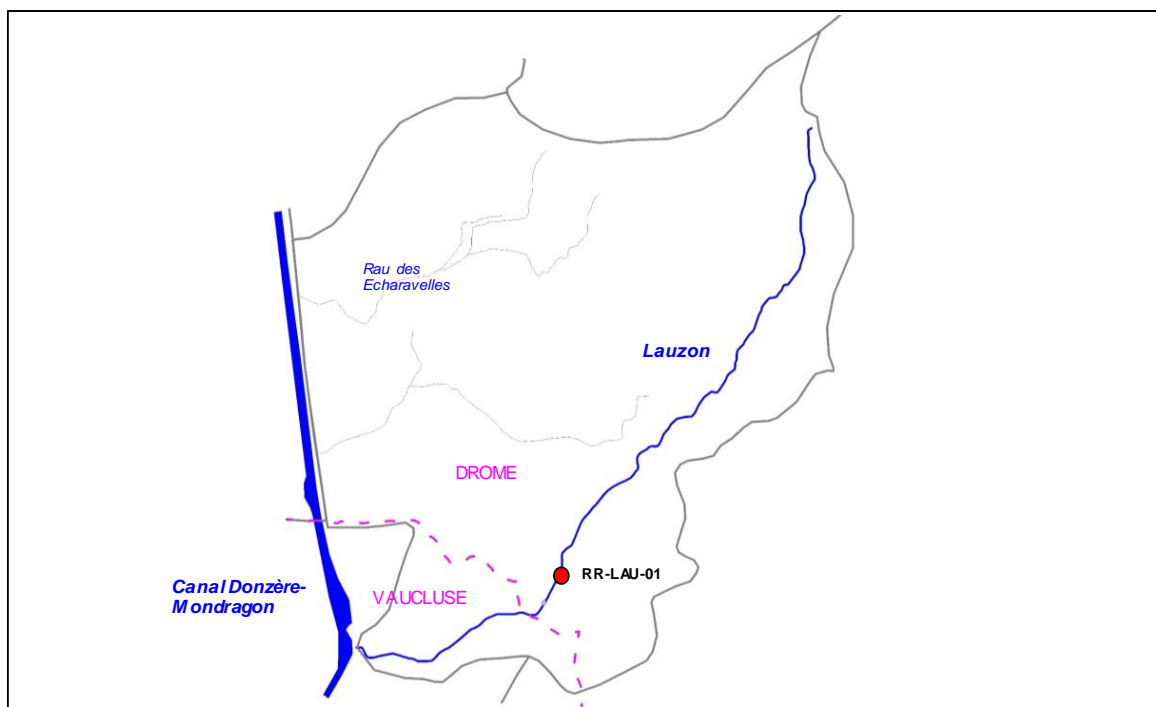 Rau des
Echaravelles
Lauzon
DROME
RR-LAU-01
Canal Donzère-
Mondragon
VAUCLUSE